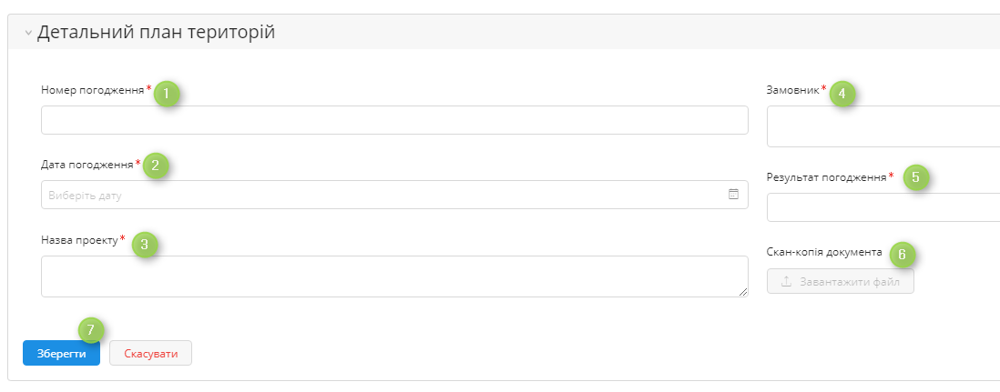 Детальний план територій
Номер погодження* 1
Дата погодження* 2
Виберіть дату
Назва проекту* 3
Замовник* 4
Результат погодження* 5
Скан-копія документа 6
Завантажити файл
7
Зберегти Скасувати